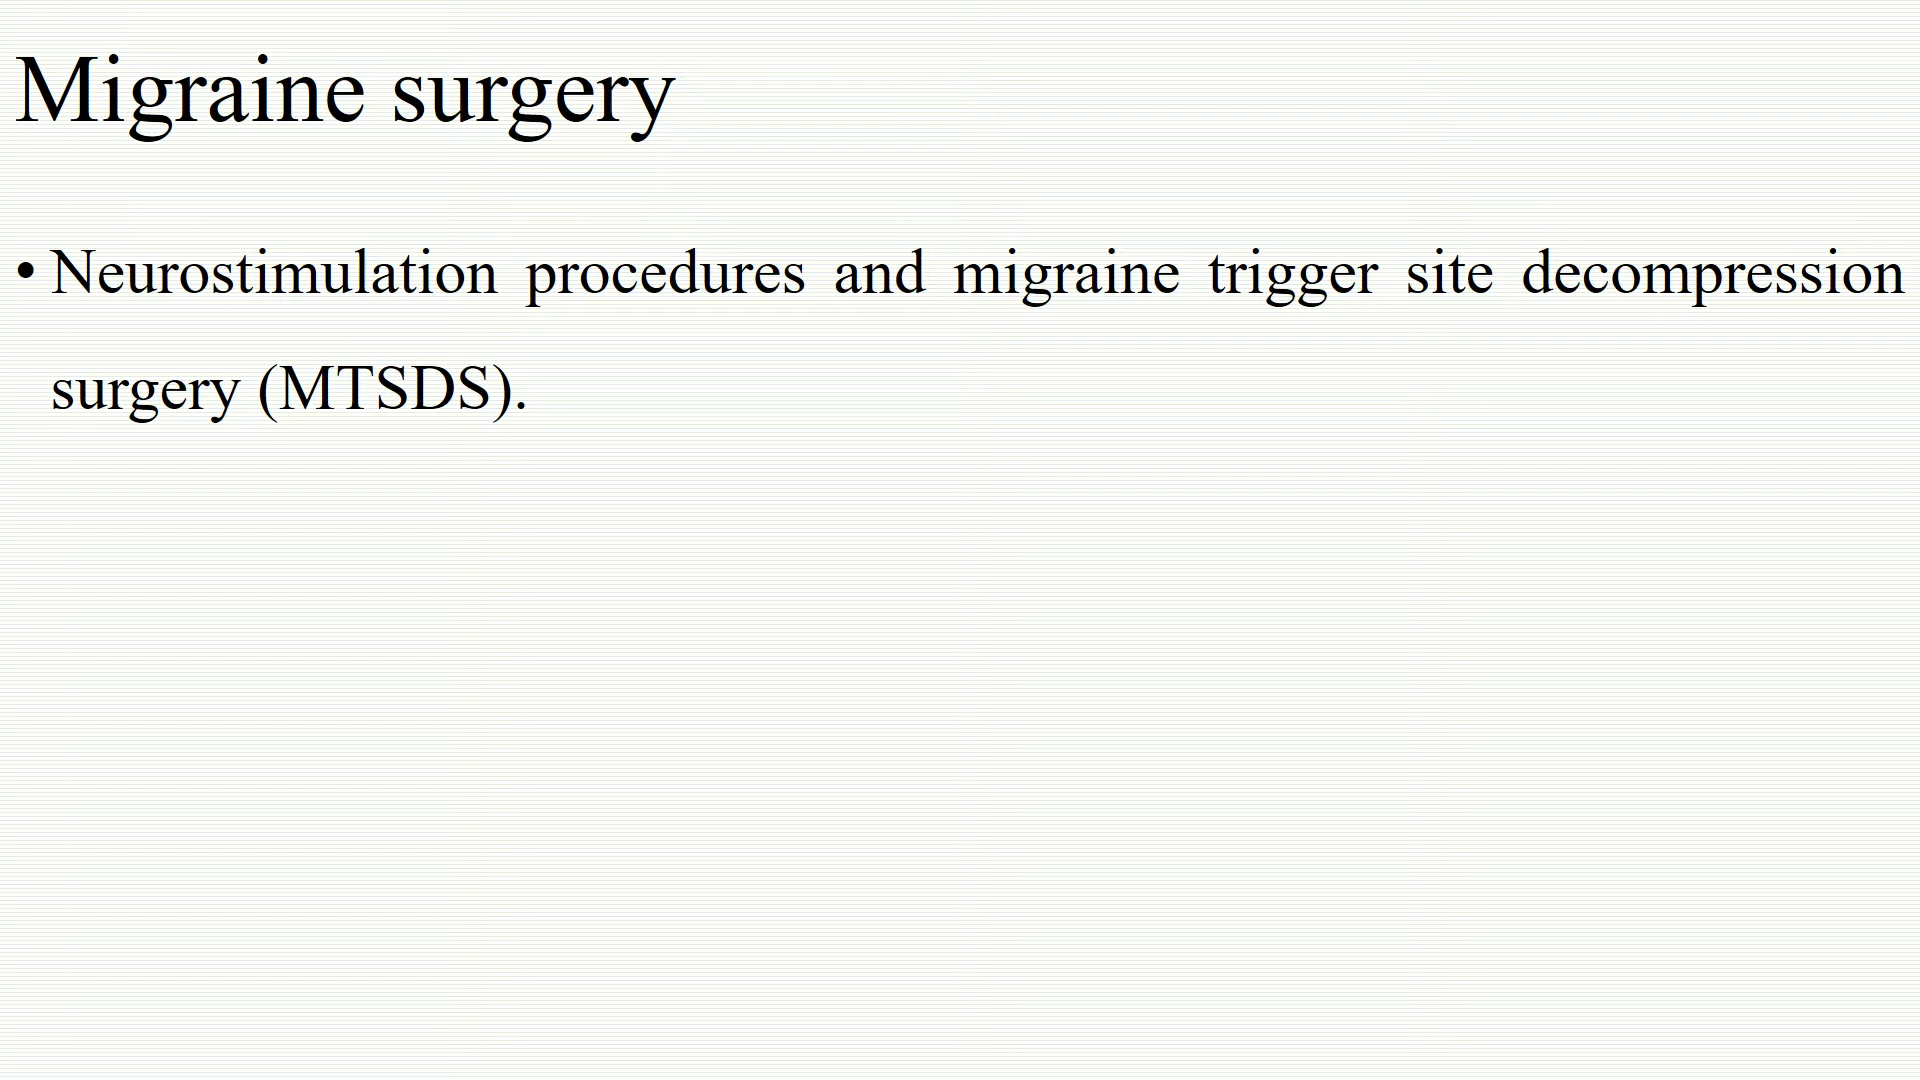 Migraine surgery
• Neurostimulation procedures and migraine trigger site decompression
surgery (MTSDS).